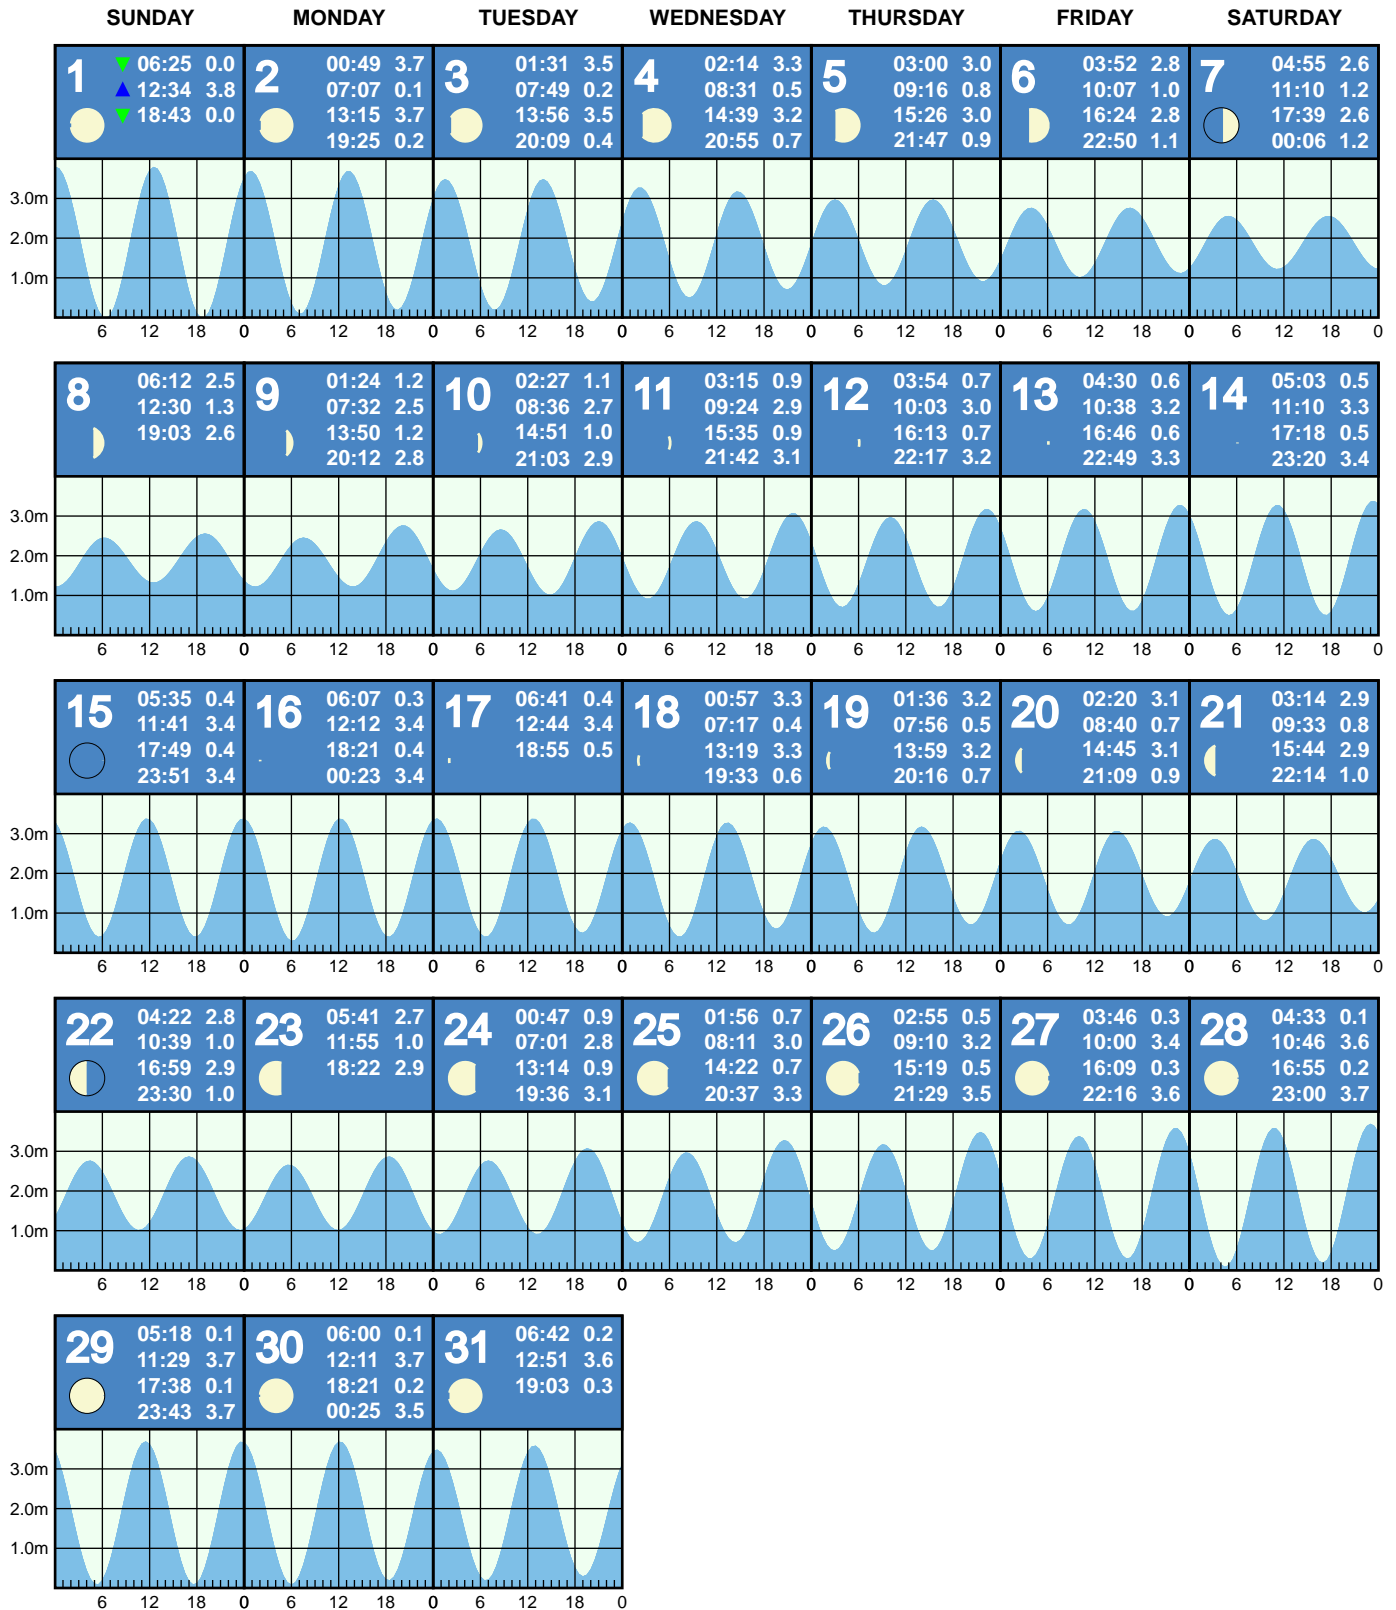 SUNDAY MONDAY TUESDAY WEDNESDAY THURSDAY FRIDAY SATURDAY
1 06:25 0.0
12:34 3.8
18:43 0.0
2 00:49 3.7
07:07 0.1
13:15 3.7
19:25 0.2
3 01:31 3.5
07:49 0.2
13:56 3.5
20:09 0.4
4 02:14 3.3
08:31 0.5
14:39 3.2
20:55 0.7
5 03:00 3.0
09:16 0.8
15:26 3.0
21:47 0.9
6 03:52 2.8
10:07 1.0
16:24 2.8
22:50 1.1
7 04:55 2.6
11:10 1.2
17:39 2.6
00:06 1.2
3.0m
2.0m
1.0m
6 12 18 0 6 12 18 0 6 12 18 0 6 12 18 0 6 12 18 0 6 12 18 0 6 12 18 0
8 06:12 2.5
12:30 1.3
19:03 2.6
9 01:24 1.2
07:32 2.5
13:50 1.2
20:12 2.8
10 02:27 1.1
08:36 2.7
14:51 1.0
21:03 2.9
11 03:15 0.9
09:24 2.9
15:35 0.9
21:42 3.1
12 03:54 0.7
10:03 3.0
16:13 0.7
22:17 3.2
13 04:30 0.6
10:38 3.2
16:46 0.6
22:49 3.3
14 05:03 0.5
11:10 3.3
17:18 0.5
23:20 3.4
3.0m
2.0m
1.0m
6 12 18 0 6 12 18 0 6 12 18 0 6 12 18 0 6 12 18 0 6 12 18 0 6 12 18 0
15 05:35 0.4
11:41 3.4
17:49 0.4
23:51 3.4
16 06:07 0.3
12:12 3.4
18:21 0.4
00:23 3.4
17 06:41 0.4
12:44 3.4
18:55 0.5
18 00:57 3.3
07:17 0.4
13:19 3.3
19:33 0.6
19 01:36 3.2
07:56 0.5
13:59 3.2
20:16 0.7
20 02:20 3.1
08:40 0.7
14:45 3.1
21:09 0.9
21 03:14 2.9
09:33 0.8
15:44 2.9
22:14 1.0
3.0m
2.0m
1.0m
6 12 18 0 6 12 18 0 6 12 18 0 6 12 18 0 6 12 18 0 6 12 18 0 6 12 18 0
22 04:22 2.8
10:39 1.0
16:59 2.9
23:30 1.0
23 05:41 2.7
11:55 1.0
18:22 2.9
24 00:47 0.9
07:01 2.8
13:14 0.9
19:36 3.1
25 01:56 0.7
08:11 3.0
14:22 0.7
20:37 3.3
26 02:55 0.5
09:10 3.2
15:19 0.5
21:29 3.5
27 03:46 0.3
10:00 3.4
16:09 0.3
22:16 3.6
28 04:33 0.1
10:46 3.6
16:55 0.2
23:00 3.7
3.0m
2.0m
1.0m
6 12 18 0 6 12 18 0 6 12 18 0 6 12 18 0 6 12 18 0 6 12 18 0 6 12 18 0
29 05:18 0.1
11:29 3.7
17:38 0.1
23:43 3.7
30 06:00 0.1
12:11 3.7
18:21 0.2
00:25 3.5
31 06:42 0.2
12:51 3.6
19:03 0.3
3.0m
2.0m
1.0m
6 12 18 0 6 12 18 0 6 12 18 0